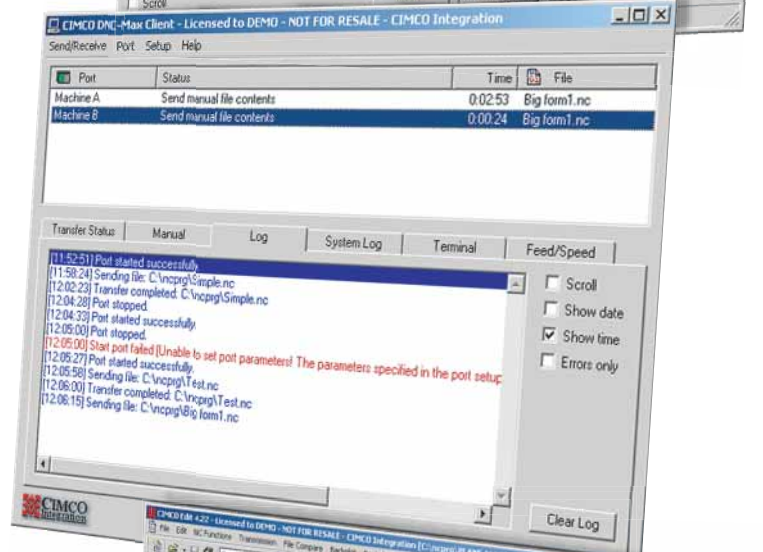 Scroll
CIMCO DNC-Max Client - Licensed to DEMO - NOT FOR RESALE - CIMCO Integration
Send/Receive Port Setup Help
Port Status Time File
Machine A Send manual file contents 0:02:53 Big form1.nc
Machine B Send manual file contents 0:00:24 Big form1.nc
Transfer Status Manual Log System Log Terminal Feed/Speed
[11:52:51] Port started successfully.
[11:58:24] Sending file: C:\ncprg\Simple.nc
[12:02:23] Transfer completed: C:\ncprg\Simple.nc
[12:04:28] Port stopped.
[12:04:33] Port started successfully.
[12:05:00] Port stopped.
[12:05:00] Start port failed [Unable to set port parameters! The parameters specified in the port setup
[12:05:27] Port started successfully.
[12:05:58] Sending file: C:\ncprg\Test.nc
[12:06:00] Transfer completed: C:\ncprg\Test.nc
[12:06:15] Sending file: C:\ncprg\Big form1.nc
Scroll
Show date
Show time
Errors only
Clear Log
CIMCO
Integration
CIMCO Edit 4.22 - Licensed to DEMO - NOT FOR RESALE - CIMCO Integration
File Edit NC Functions Transmission File Compare Backplot